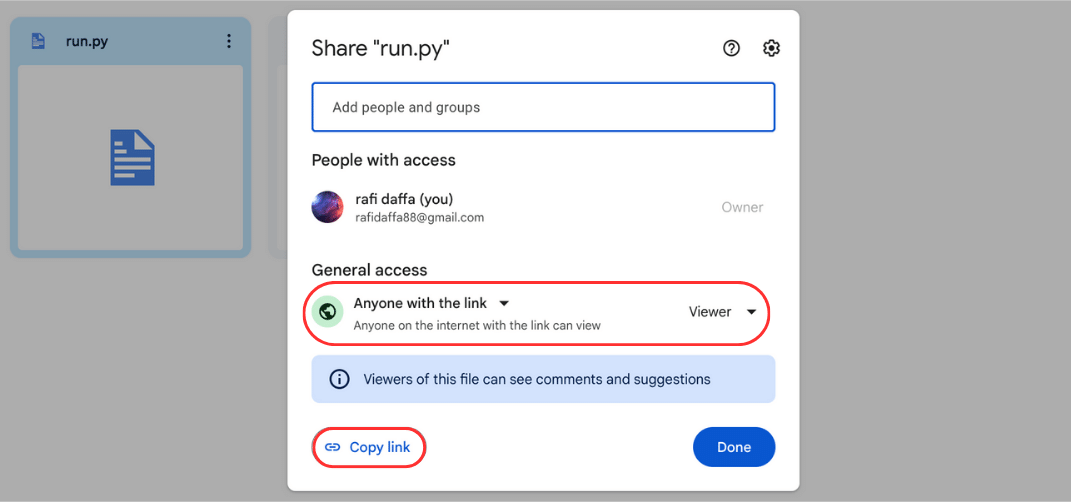 run.py
Share "run.py"
Add people and groups
People with access
rafi daffa (you)
rafidaffa88@gmail.com
Owner
General access
Anyone with the link
Anyone on the internet with the link can view
Viewer
Viewers of this file can see comments and suggestions
Copy link
Done